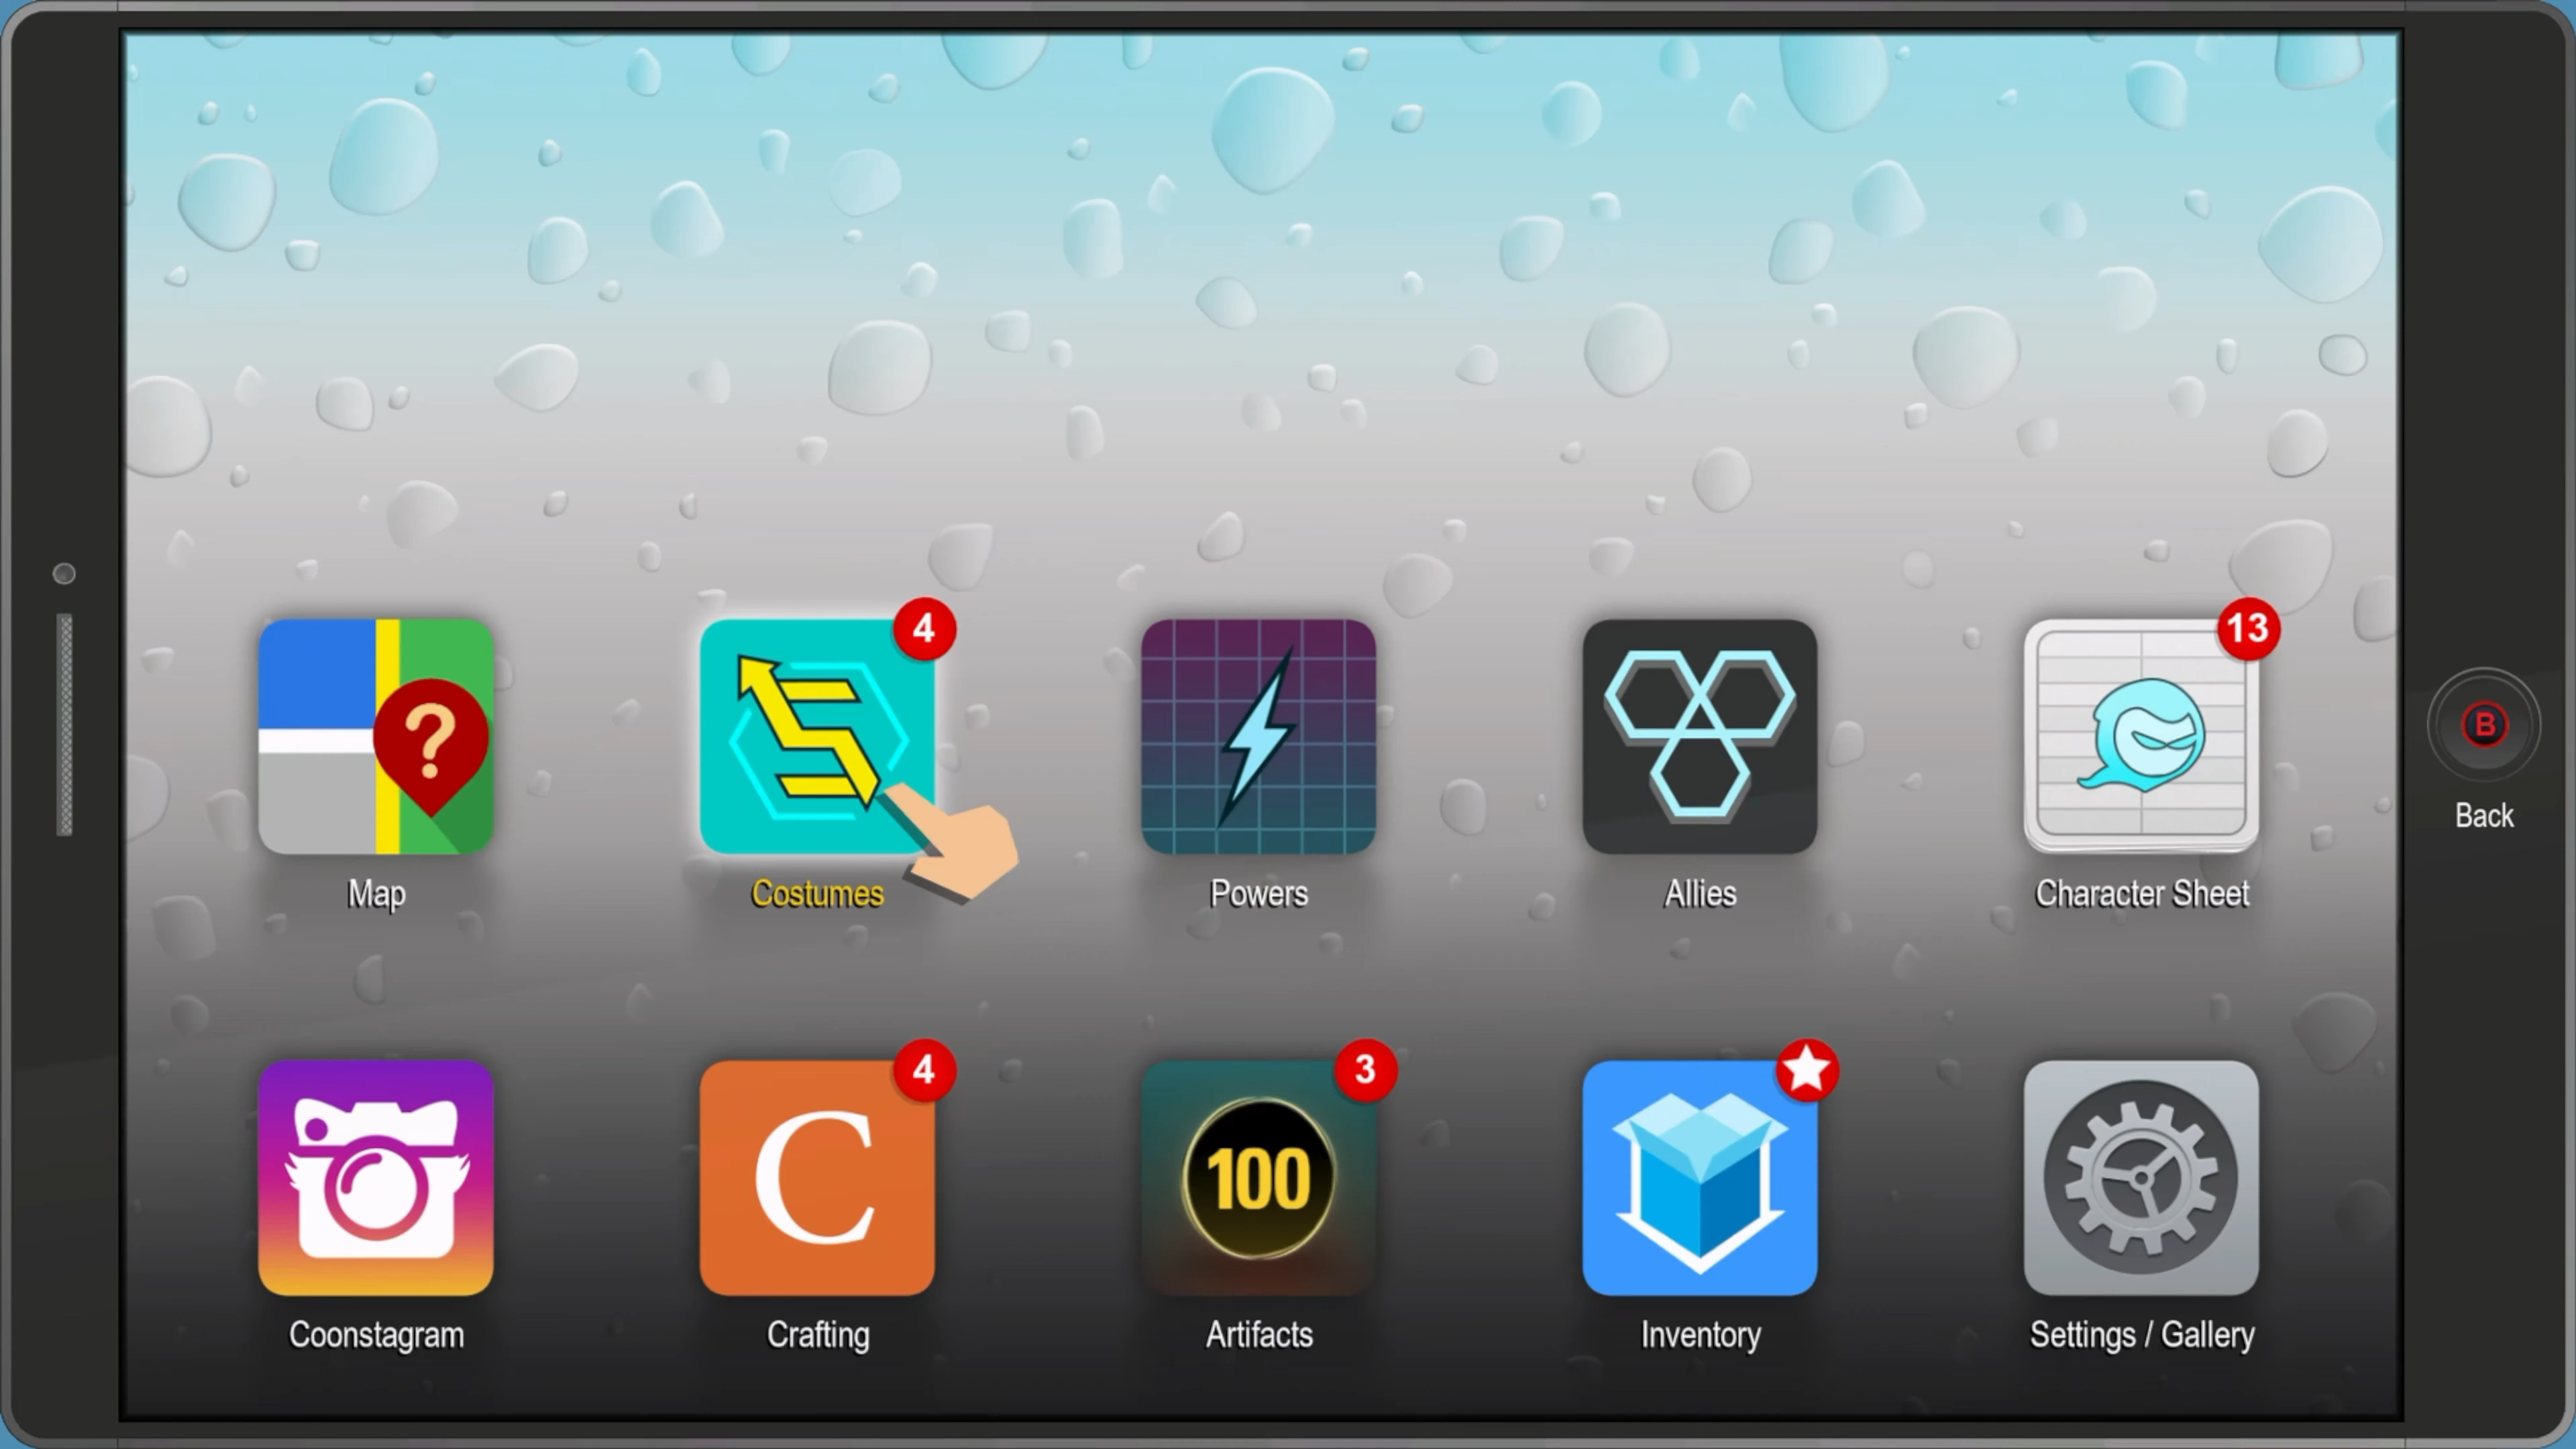 4
13
?
B
Back
Map
Costumes
Powers
Allies
Character Sheet
4
3
C
100
Coonstagram
Crafting
Artifacts
Inventory
Settings / Gallery